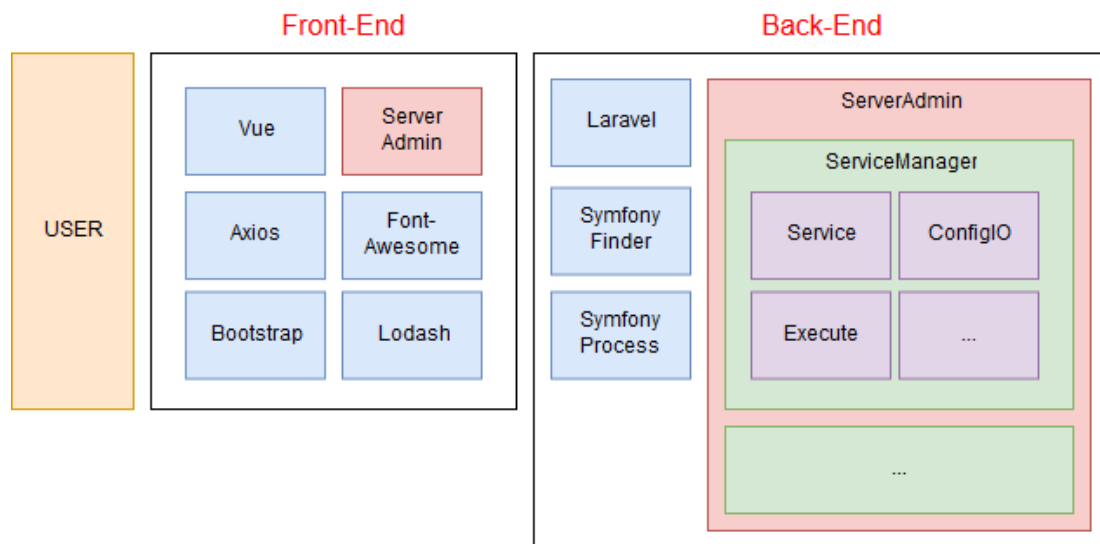 Front-End
Back-End
USER
Vue
Server
Admin
Axios
Font-
Awesome
Bootstrap
Lodash
Laravel
Symfony
Finder
Symfony
Process
ServerAdmin
ServiceManager
Service
ConfigIO
Execute
...
...